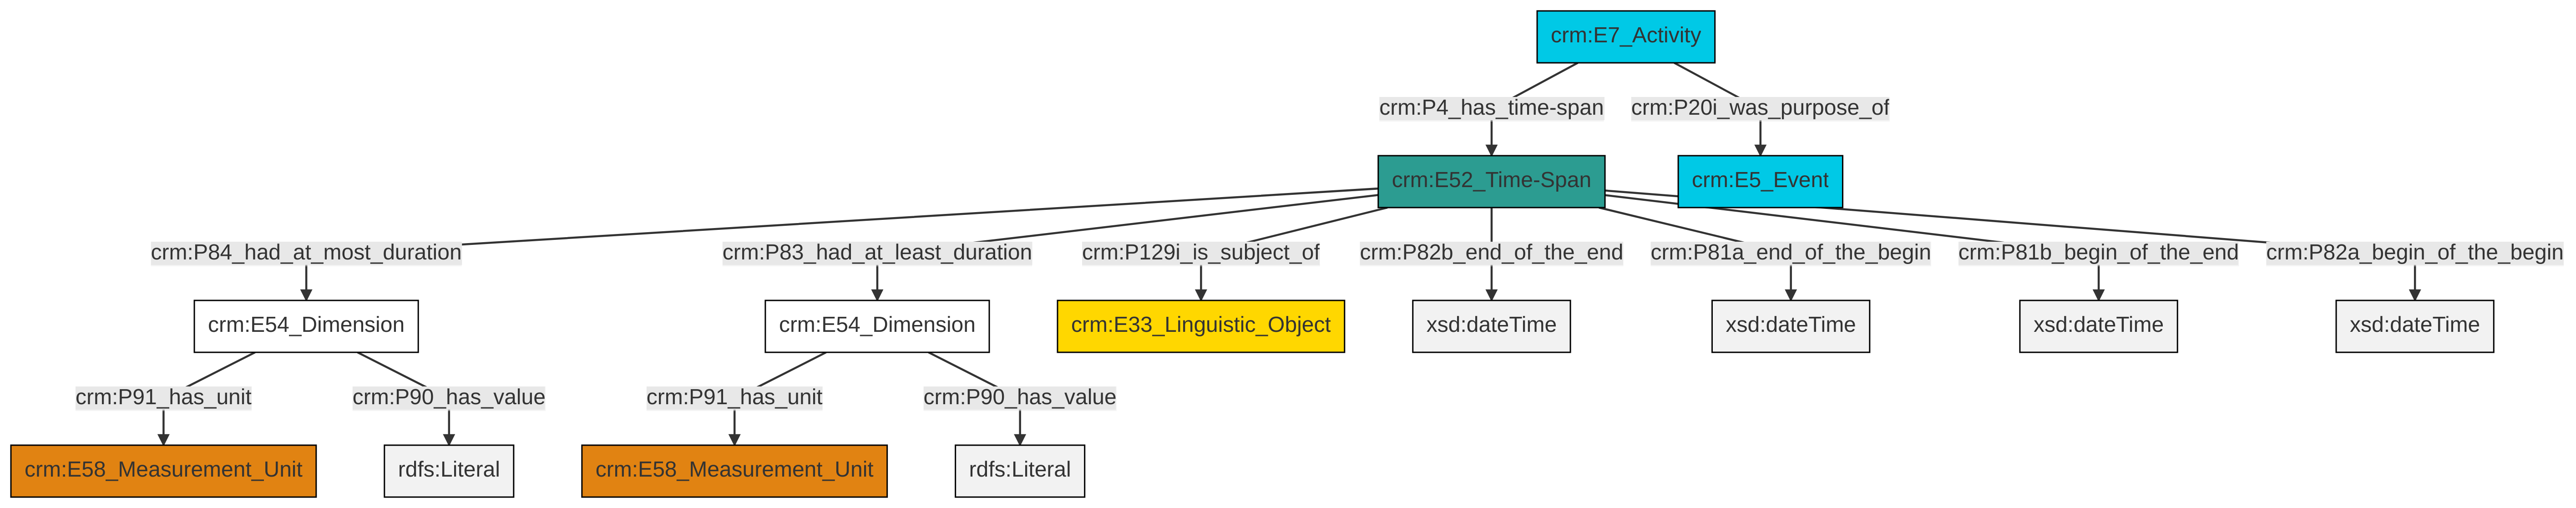 crm:E7_Activity
crm:P4_has_time-span
crm:P20i_was_purpose_of
crm:E52_Time-Span
crm:E5_Event
crm:P84_had_at_most_duration
crm:P83_had_at_least_duration
crm:P129i_is_subject_of
crm:P82b_end_of_the_end
crm:P81a_end_of_the_begin
crm:P81b_begin_of_the_end
crm:P82a_begin_of_the_begin
crm:E54_Dimension
crm:E54_Dimension
crm:E33_Linguistic_Object
xsd:dateTime
xsd:dateTime
xsd:dateTime
xsd:dateTime
crm:P91_has_unit
crm:P90_has_value
crm:P91_has_unit
crm:P90_has_value
crm:E58_Measurement_Unit
rdfs:Literal
crm:E58_Measurement_Unit
rdfs:Literal